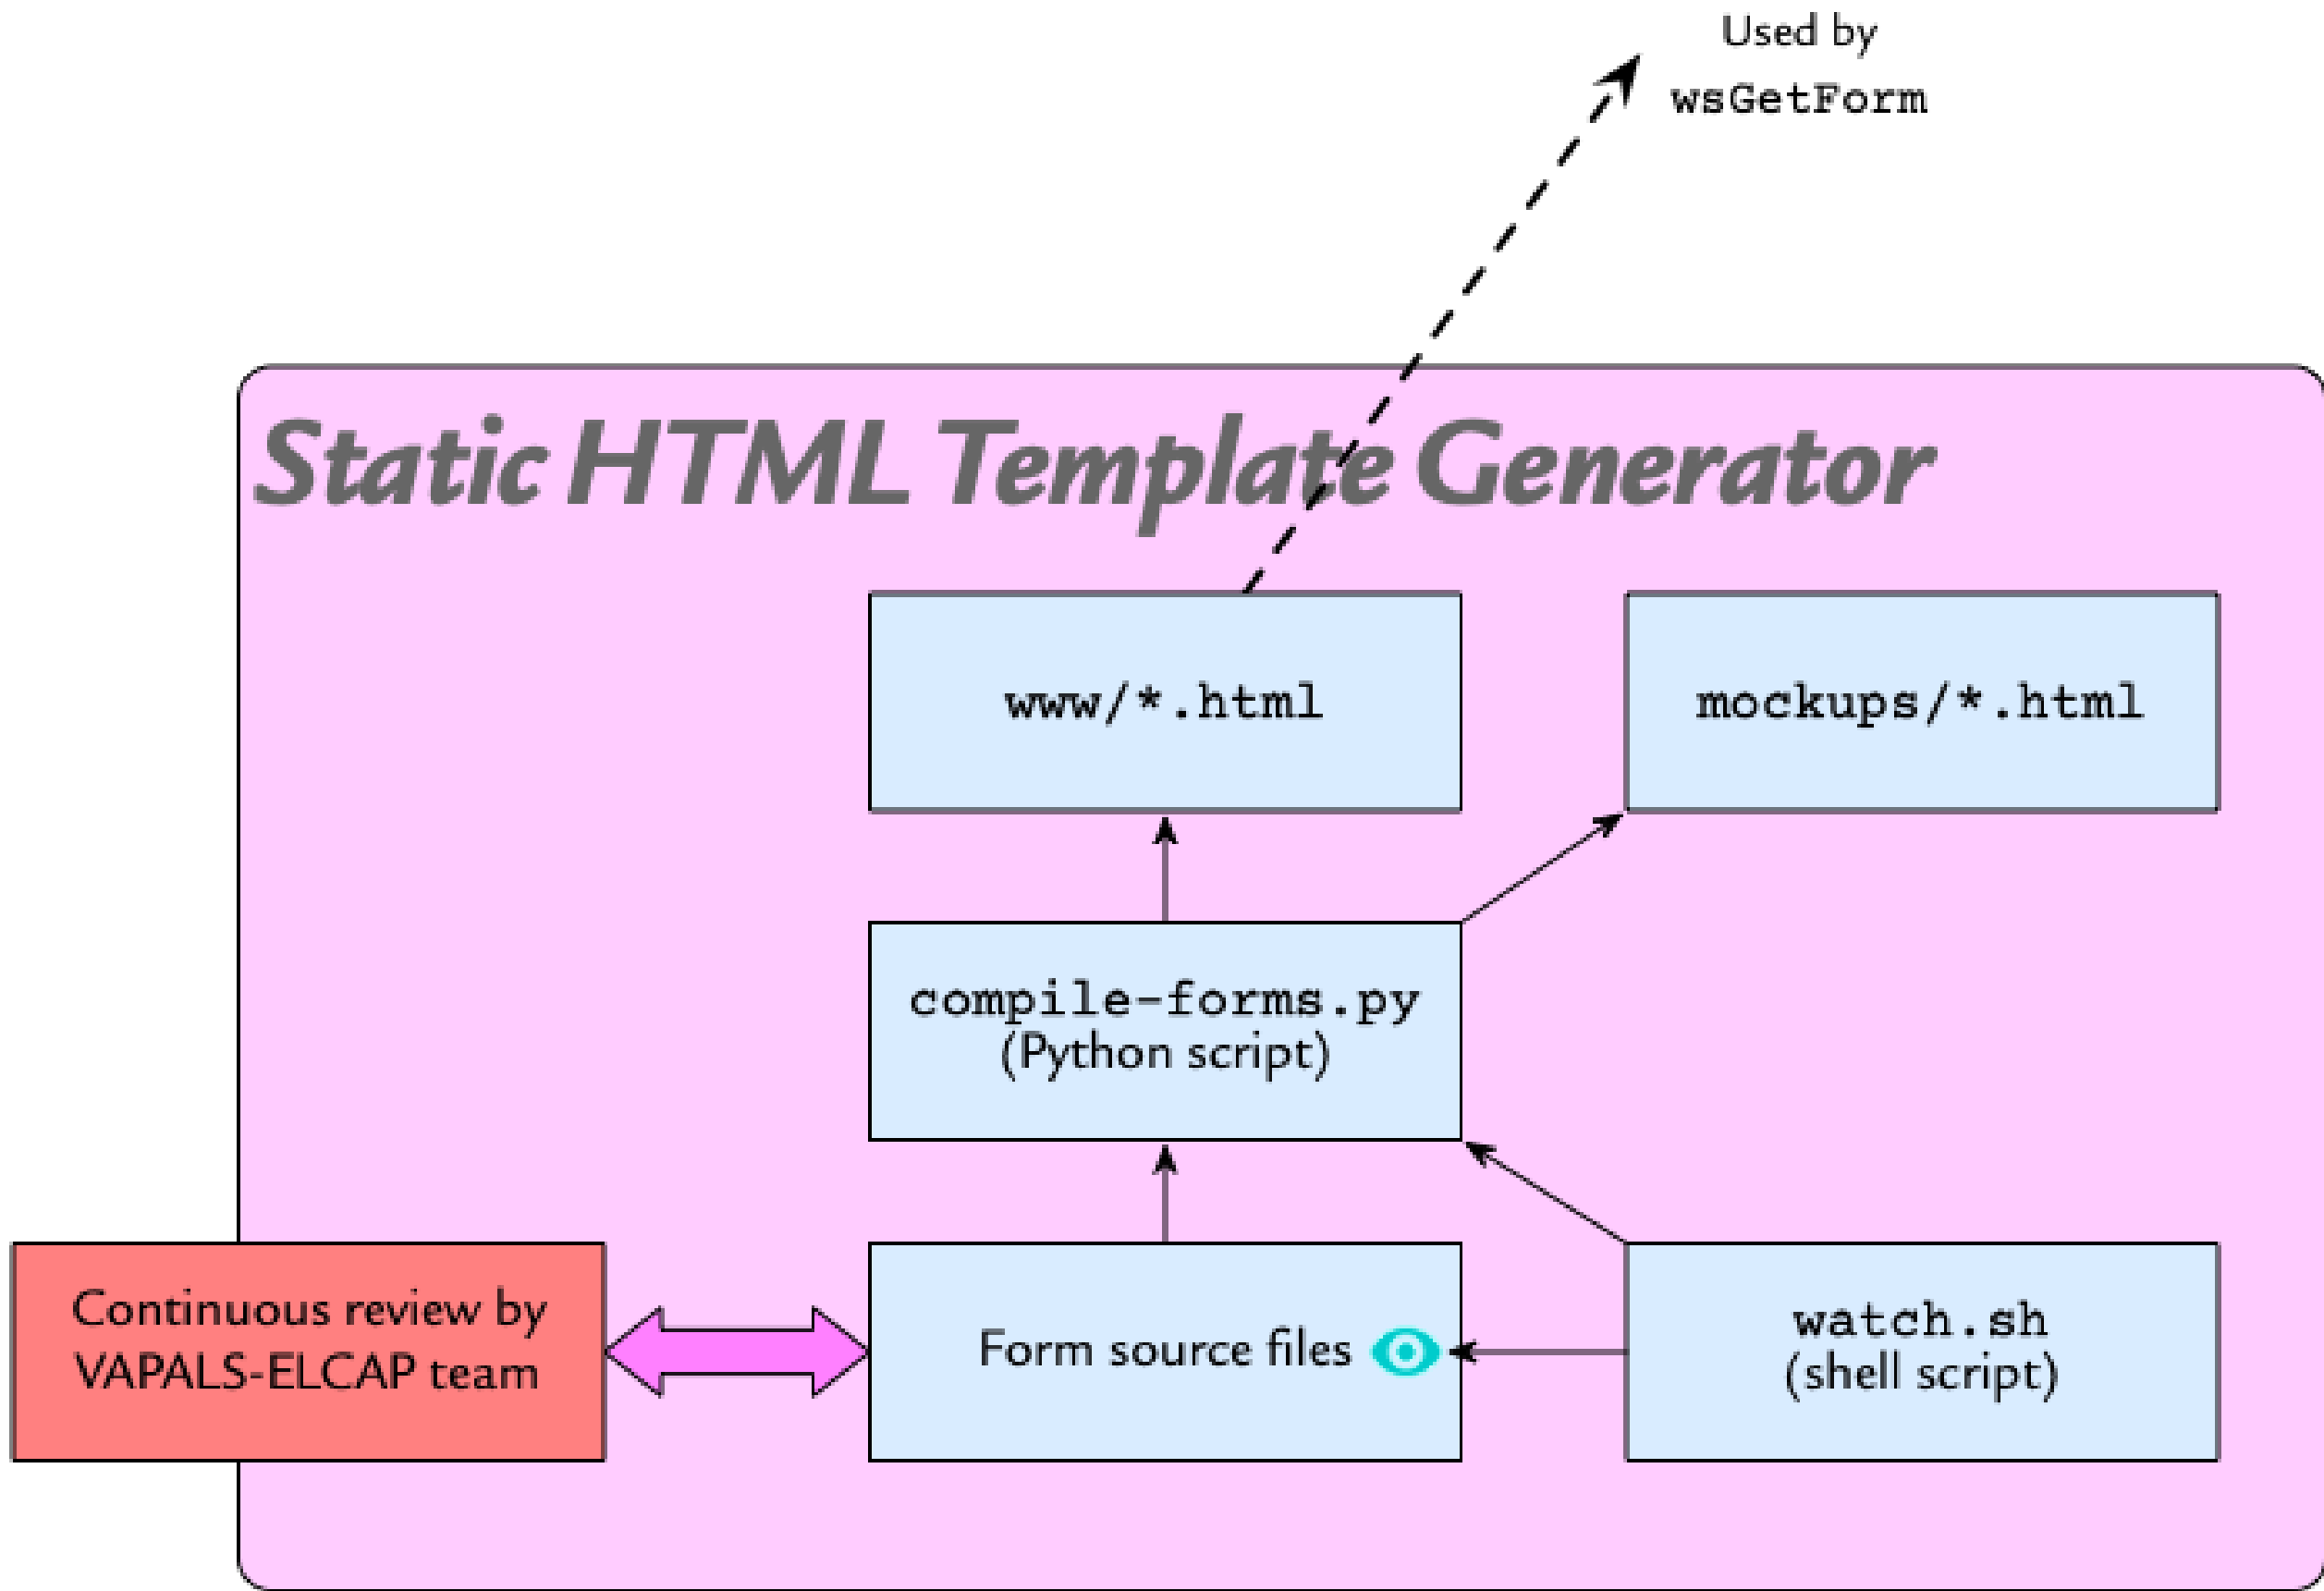 Used by
wsGetForm
Static HTML Template Generator
www/*.html
mockups/*.html
compile-forms.py
(Python script)
Continuous review by
VAPALS-ELCAP team
Form source files
watch.sh
(shell script)